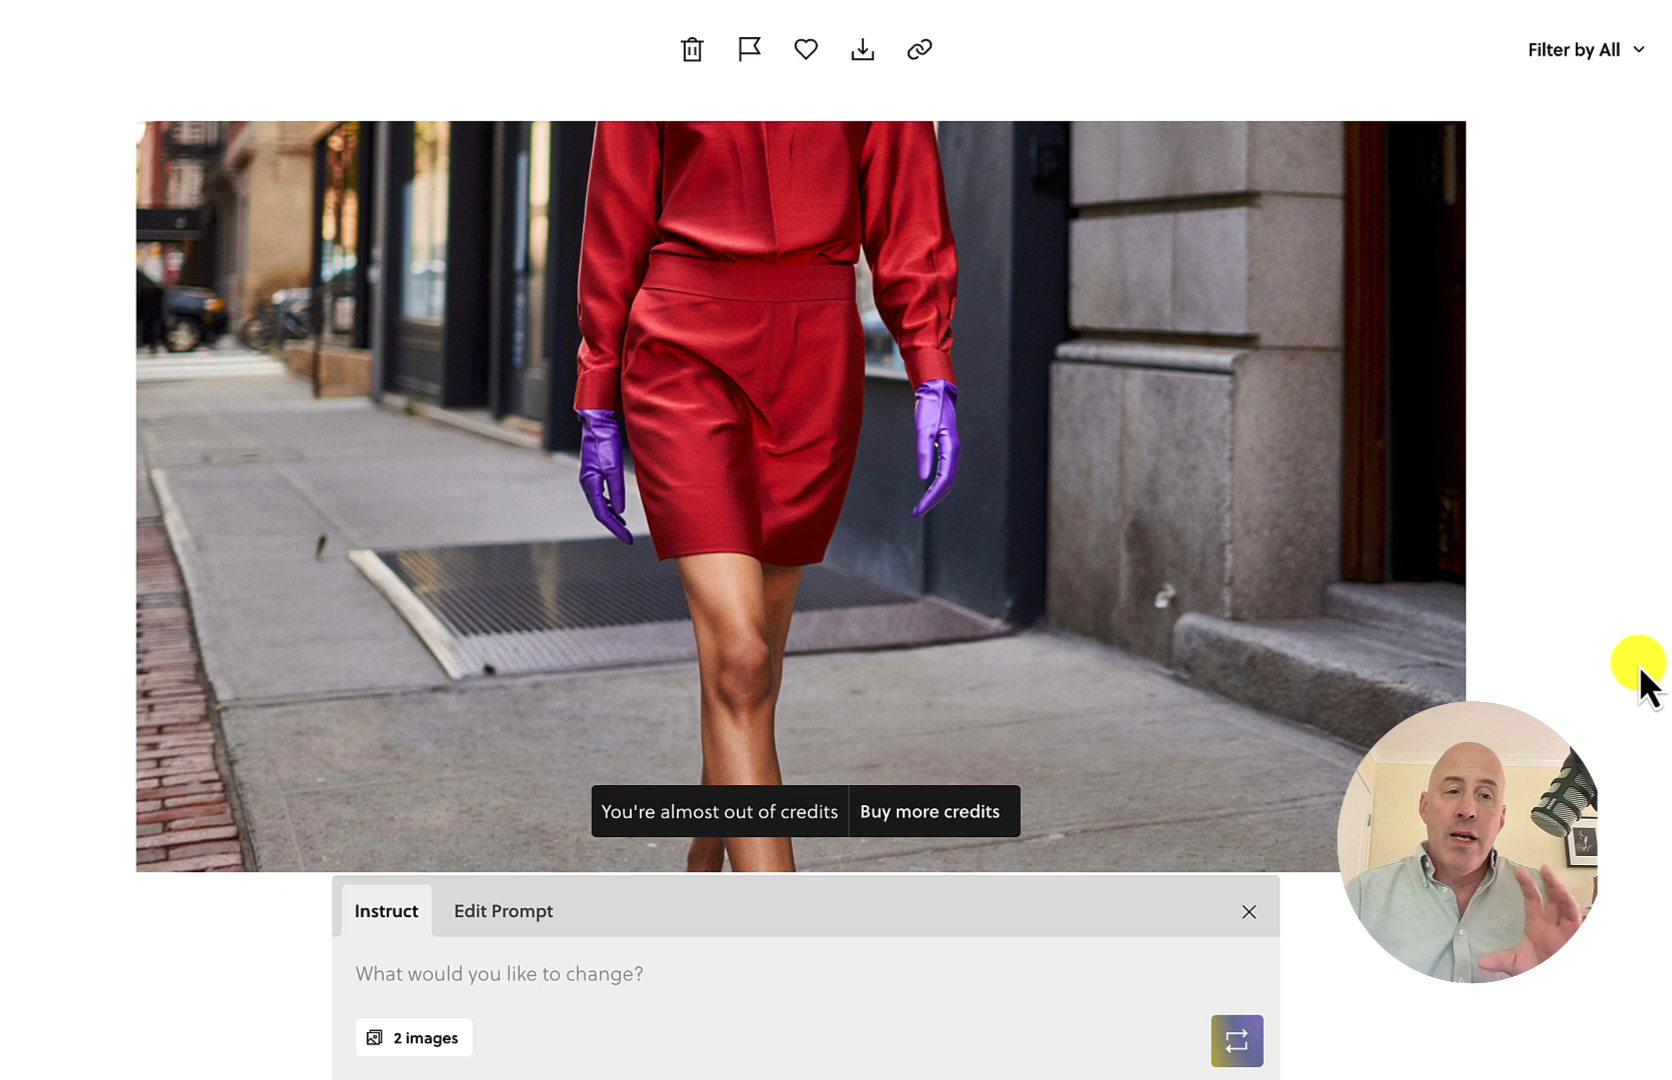 Filter by All
You're almost out of credits
Buy more credits
Instruct
Edit Prompt
What would you like to change?
2 images